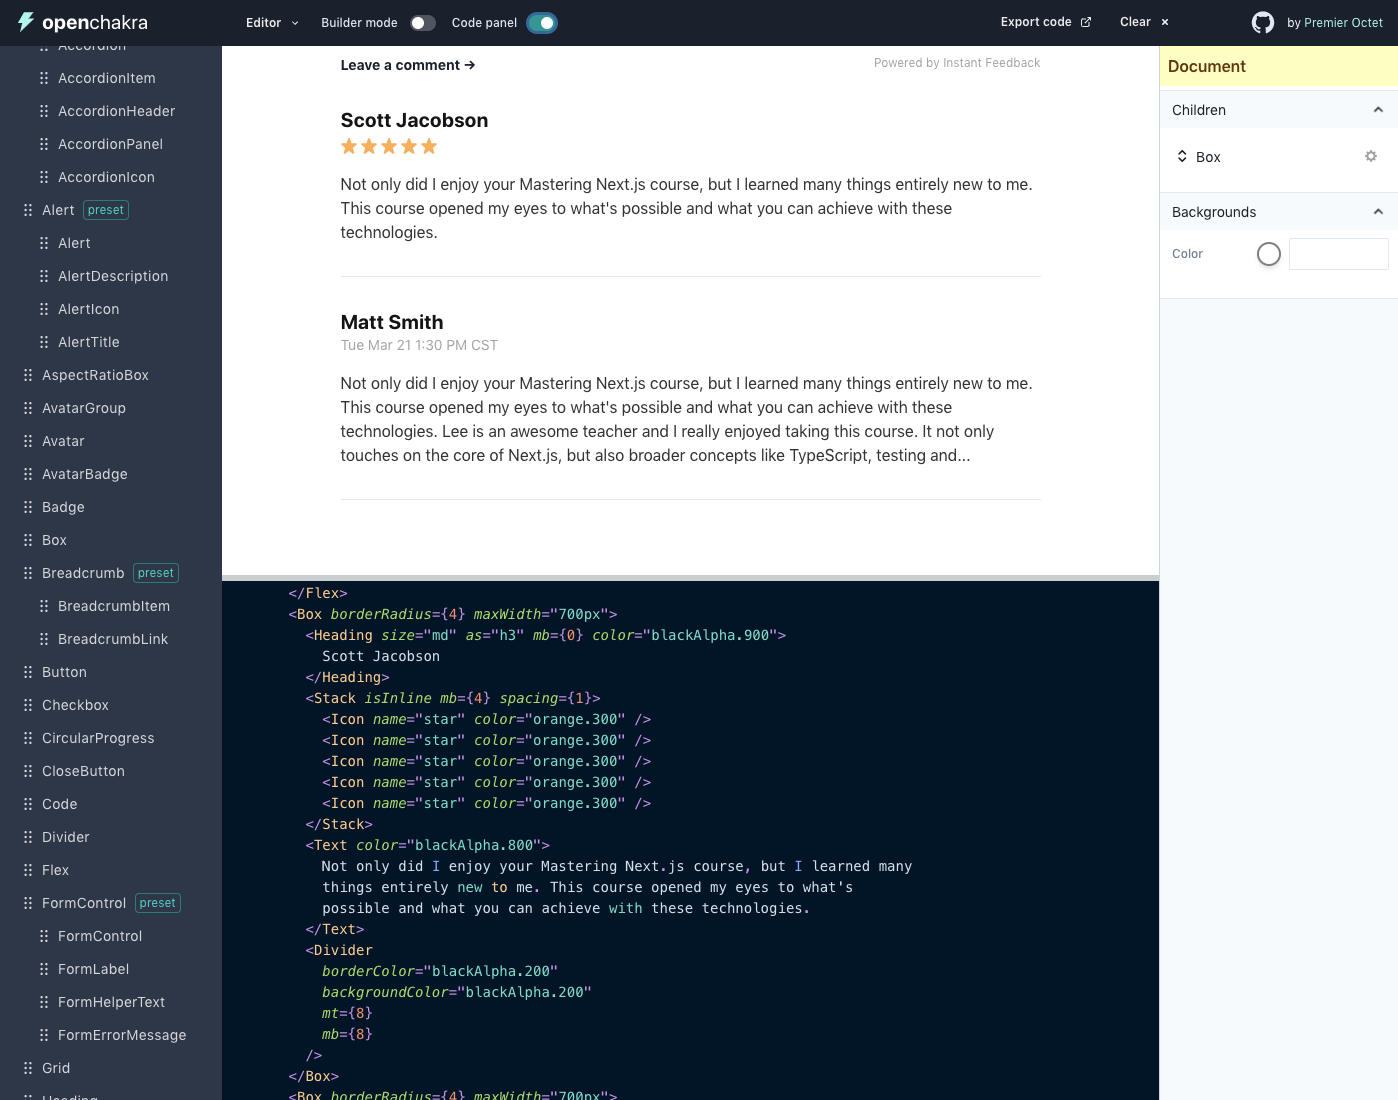 openchakra
Editor
Builder mode
Code panel
Export code
Clear
by Premier Octet
Accordion
AccordionItem
AccordionHeader
AccordionPanel
AccordionIcon
Alert preset
Alert
AlertDescription
AlertIcon
AlertTitle
AspectRatioBox
AvatarGroup
Avatar
AvatarBadge
Badge
Box
Breadcrumb preset
BreadcrumbItem
BreadcrumbLink
Button
Checkbox
CircularProgress
CloseButton
Code
Divider
Flex
FormControl preset
FormControl
FormLabel
FormHelperText
FormErrorMessage
Grid
Heading
Leave a comment →
Powered by Instant Feedback
Scott Jacobson
Not only did I enjoy your Mastering Next.js course, but I learned many things entirely new to me.
This course opened my eyes to what's possible and what you can achieve with these
technologies.
Matt Smith
Tue Mar 21 1:30 PM CST
Not only did I enjoy your Mastering Next.js course, but I learned many things entirely new to me.
This course opened my eyes to what's possible and what you can achieve with these
technologies. Lee is an awesome teacher and I really enjoyed taking this course. It not only
touches on the core of Next.js, but also broader concepts like TypeScript, testing and...
</Flex>
<Box borderRadius={4} maxWidth="700px">
<Heading size="md" as="h3" mb={0} color="blackAlpha.900">
Scott Jacobson
</Heading>
<Stack isInline mb={4} spacing={1}>
<Icon name="star" color="orange.300" />
<Icon name="star" color="orange.300" />
<Icon name="star" color="orange.300" />
<Icon name="star" color="orange.300" />
<Icon name="star" color="orange.300" />
</Stack>
<Text color="blackAlpha.800">
Not only did I enjoy your Mastering Next.js course, but I learned many
things entirely new to me. This course opened my eyes to what's
possible and what you can achieve with these technologies.
</Text>
<Divider
borderColor="blackAlpha.200"
backgroundColor="blackAlpha.200"
mt={8}
mb={8}
/>
</Box>
<Box borderRadius={4} maxWidth="700px">
Document
Children
Box
Backgrounds
Color